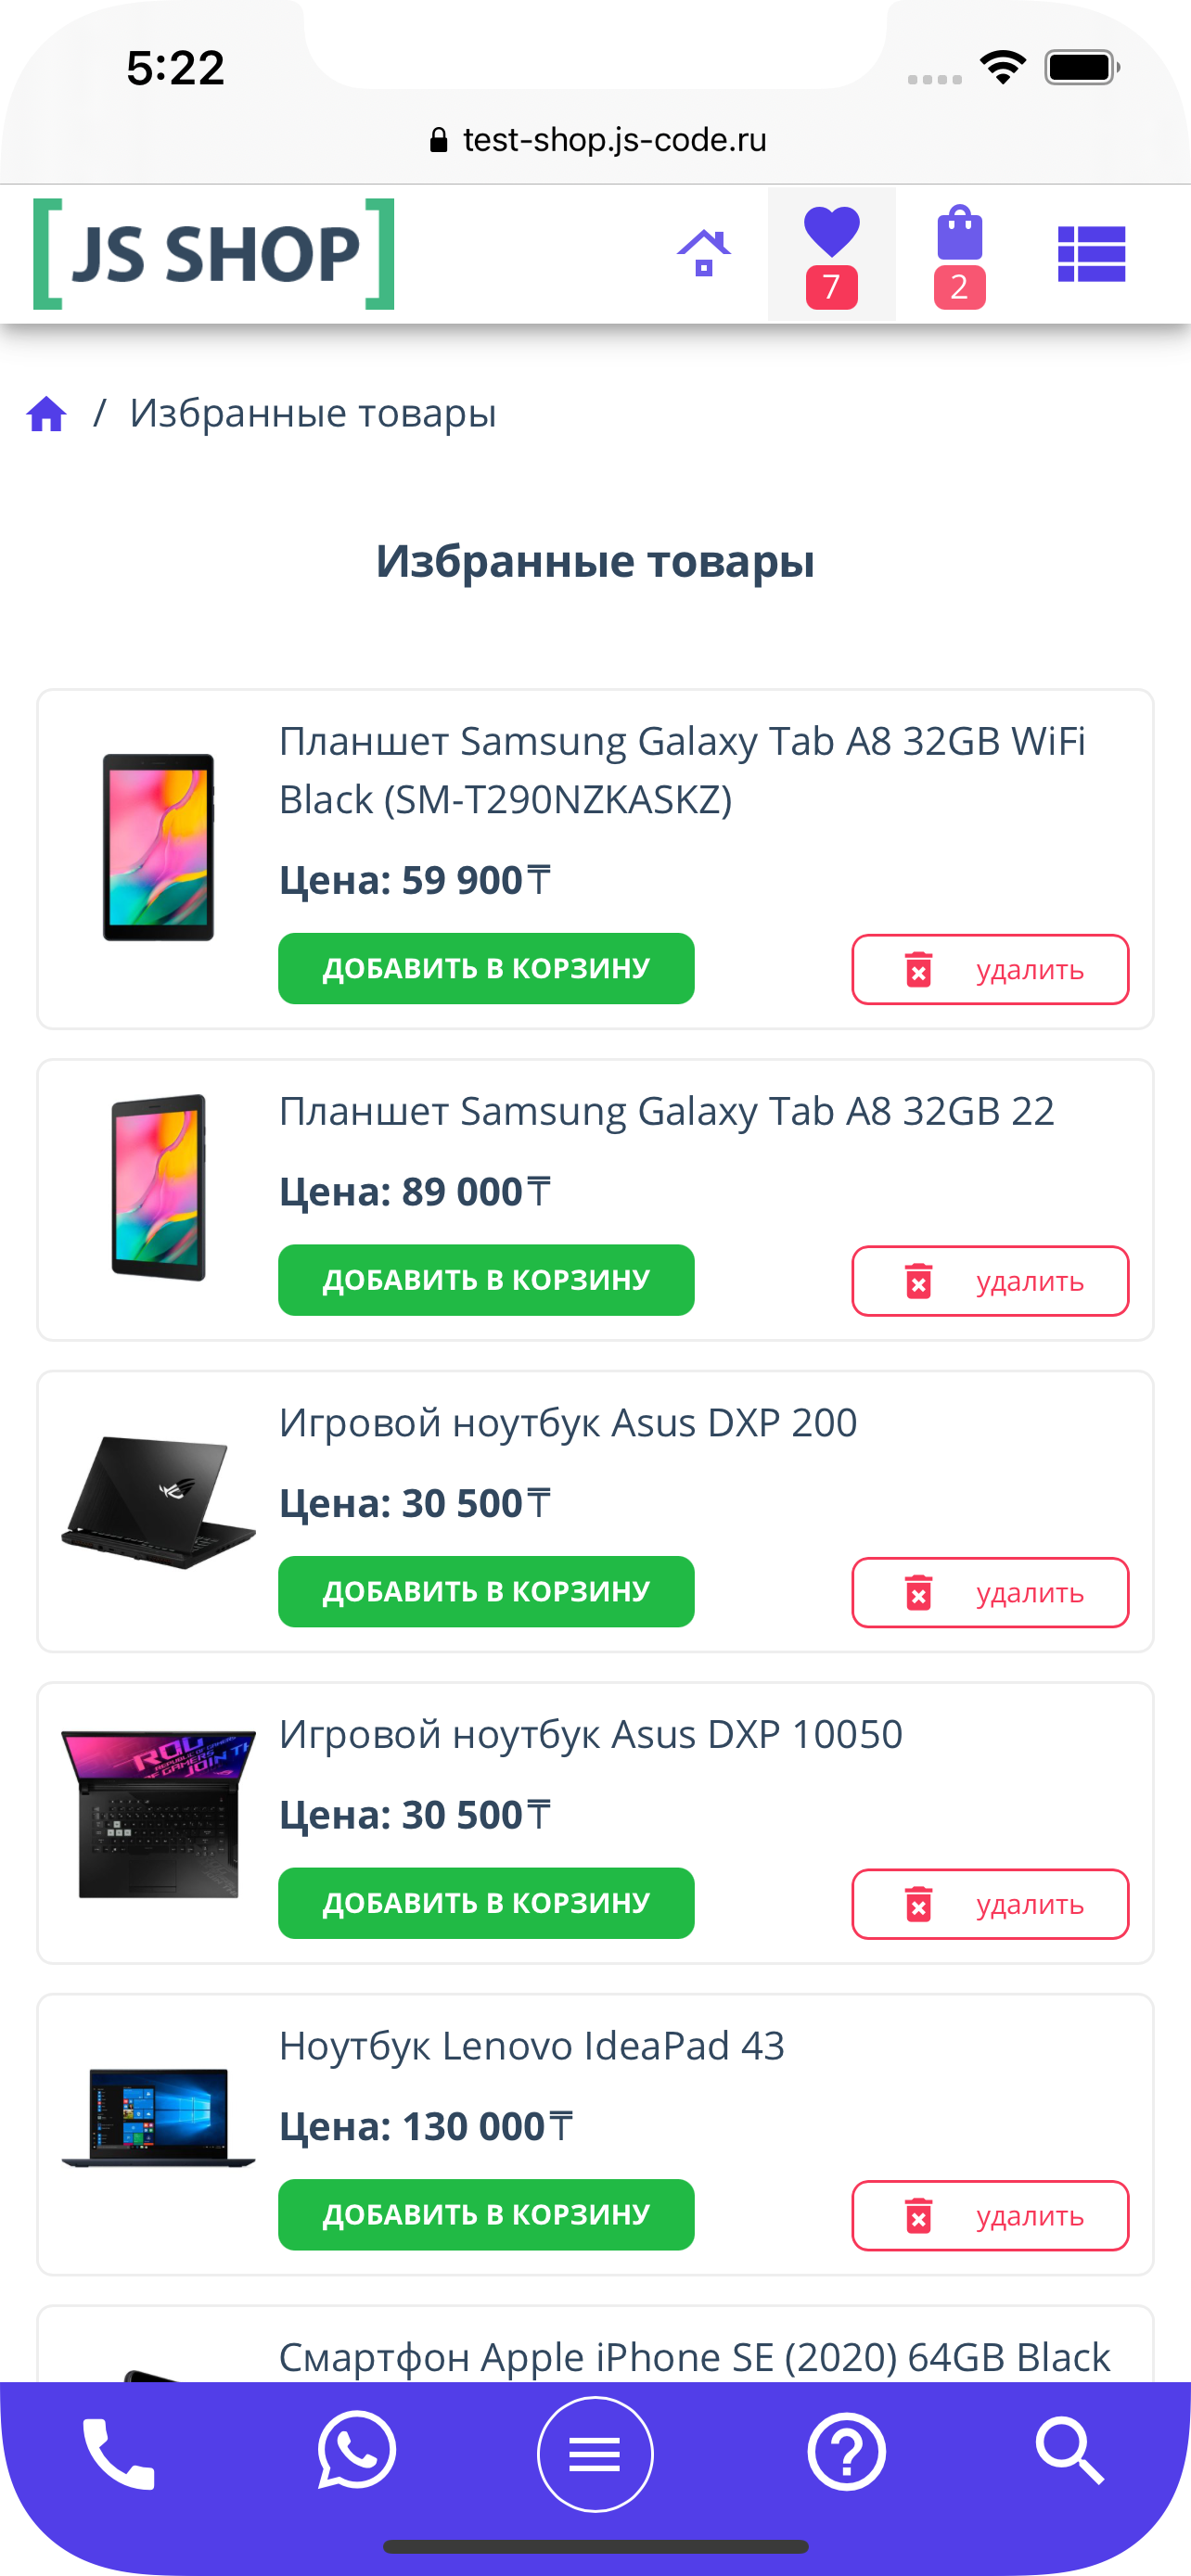 5:22
test-shop.js-code.ru
[JS SHOP]
7
2
/ Избранные товары
Избранные товары
Планшет Samsung Galaxy Tab A8 32GB WiFi
Black (SM-T290NZKASKZ)
Цена: 59 900₸
ДОБАВИТЬ В КОРЗИНУ
удалить
Планшет Samsung Galaxy Tab A8 32GB 22
Цена: 89 000₸
ДОБАВИТЬ В КОРЗИНУ
удалить
Игровой ноутбук Asus DXP 200
Цена: 30 500₸
ДОБАВИТЬ В КОРЗИНУ
удалить
Игровой ноутбук Asus DXP 10050
Цена: 30 500₸
ДОБАВИТЬ В КОРЗИНУ
удалить
Ноутбук Lenovo IdeaPad 43
Цена: 130 000₸
ДОБАВИТЬ В КОРЗИНУ
удалить
Смартфон Apple iPhone SE (2020) 64GB Black